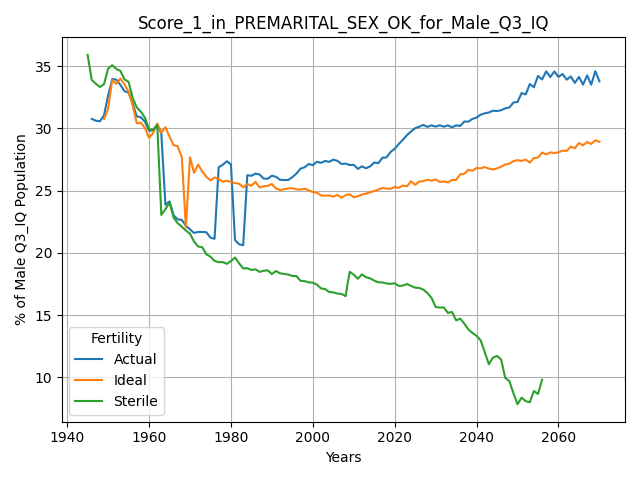 Score_1_in_PREMARITAL_SEX_OK_for_Male_Q3_IQ
% of Male Q3_IQ Population
35
30
25
20
15
10
Fertility
Actual
Ideal
Sterile
1940 1960 1980 2000 2020 2040 2060
Years